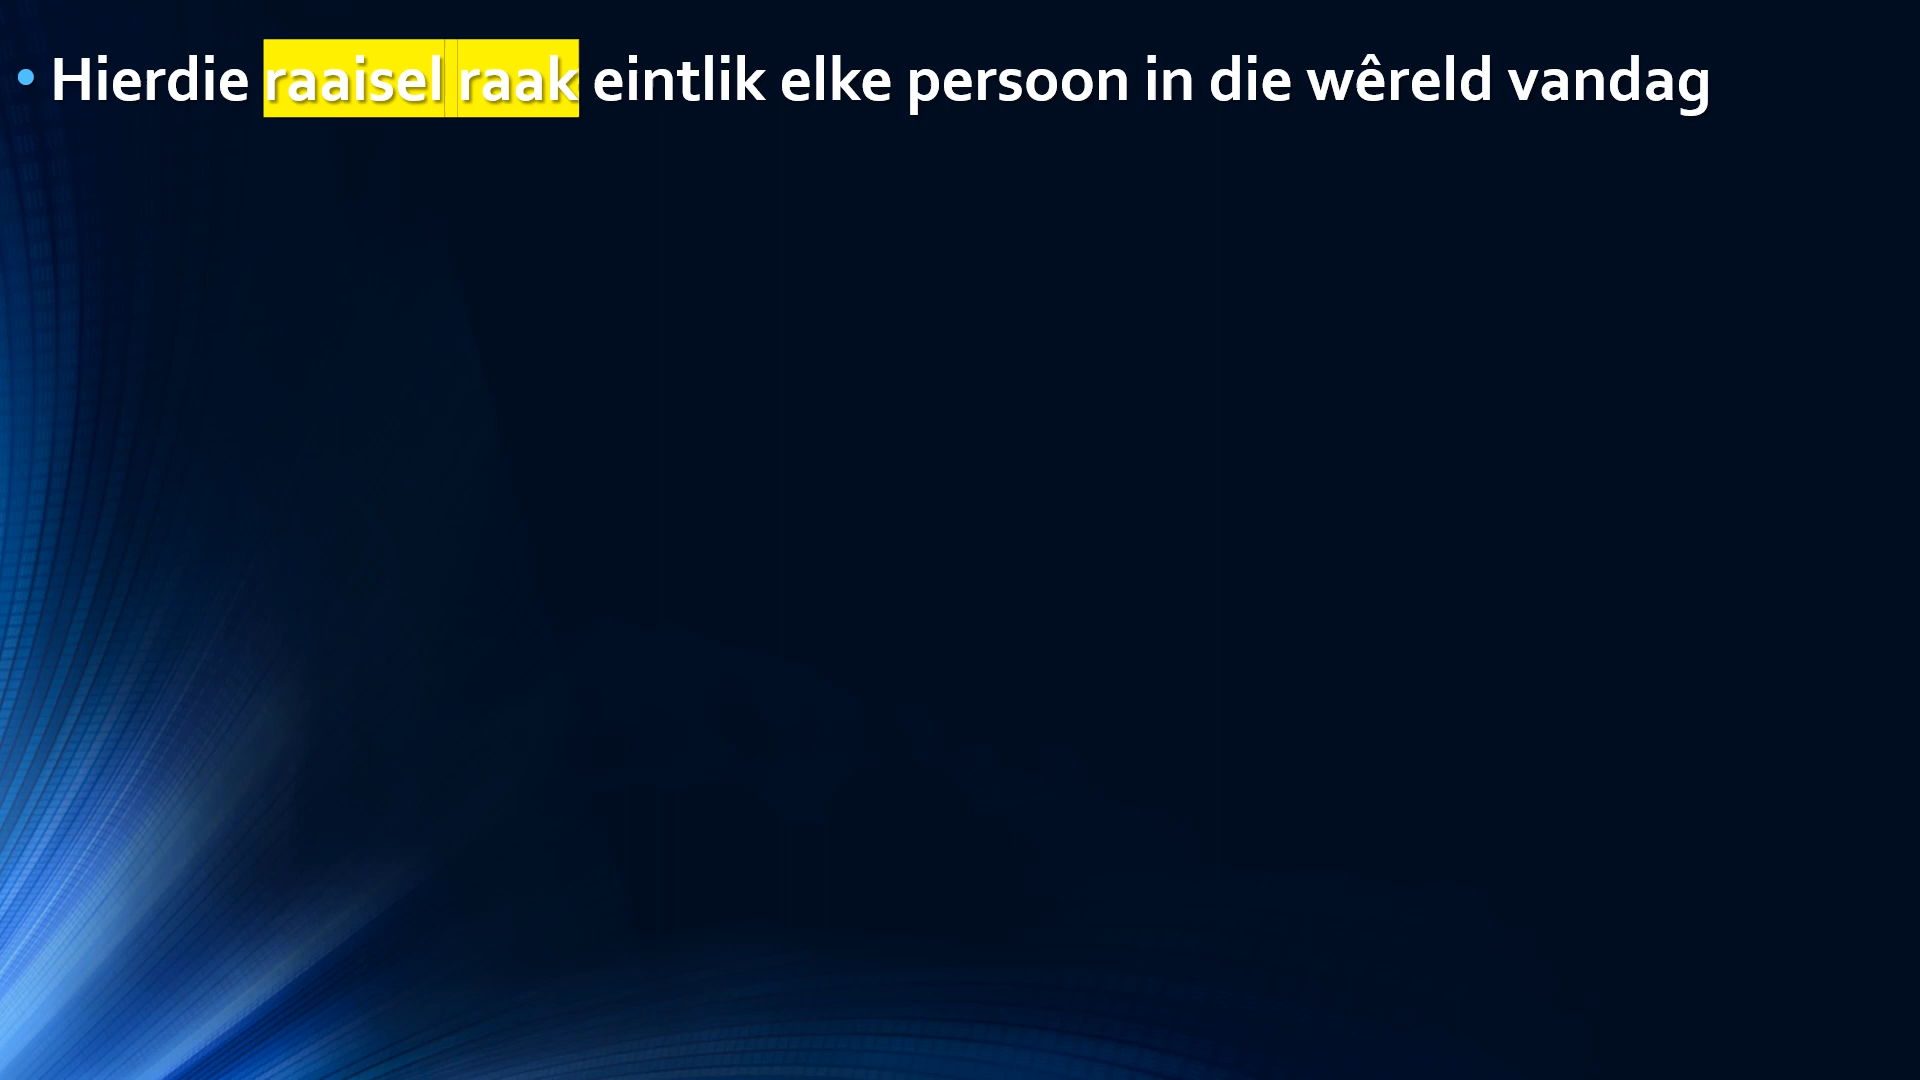 • Hierdie raaisel raak eintlik elke persoon in die wêreld vandag